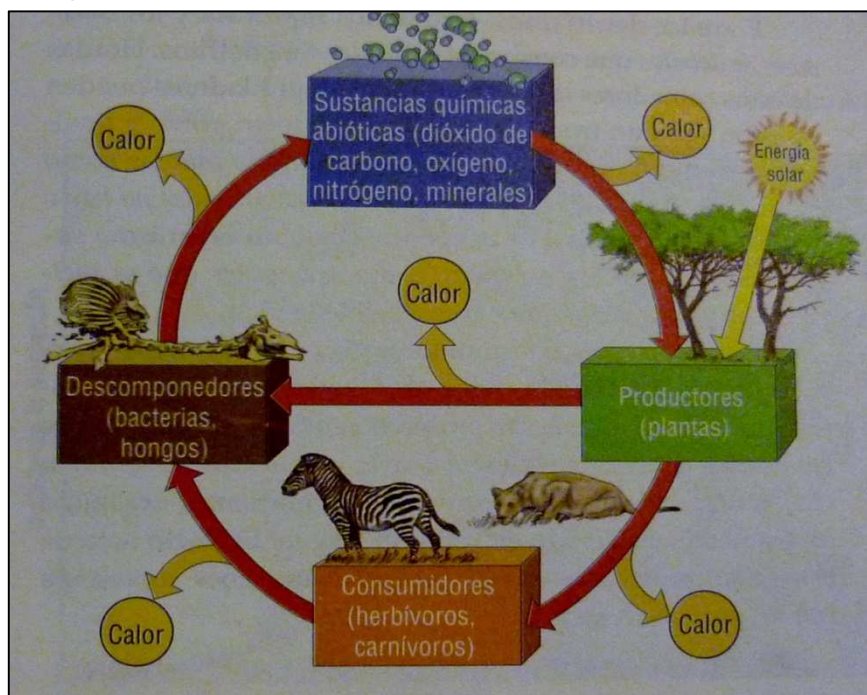 Sustancias químicas
abióticas (dióxido de
carbono, oxígeno,
nitrógeno, minerales)
Calor
Calor
Energía
solar
Calor
Descomponedores
(bacterias,
hongos)
Productores
(plantas)
Consumidores
(herbívoros,
carnívoros)
Calor
Calor